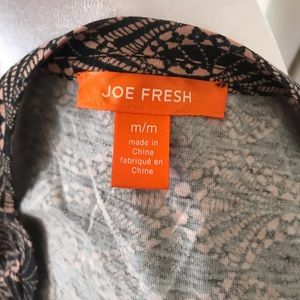 JOE FRESH
m/m
made in
China
fabriqué en
Chine